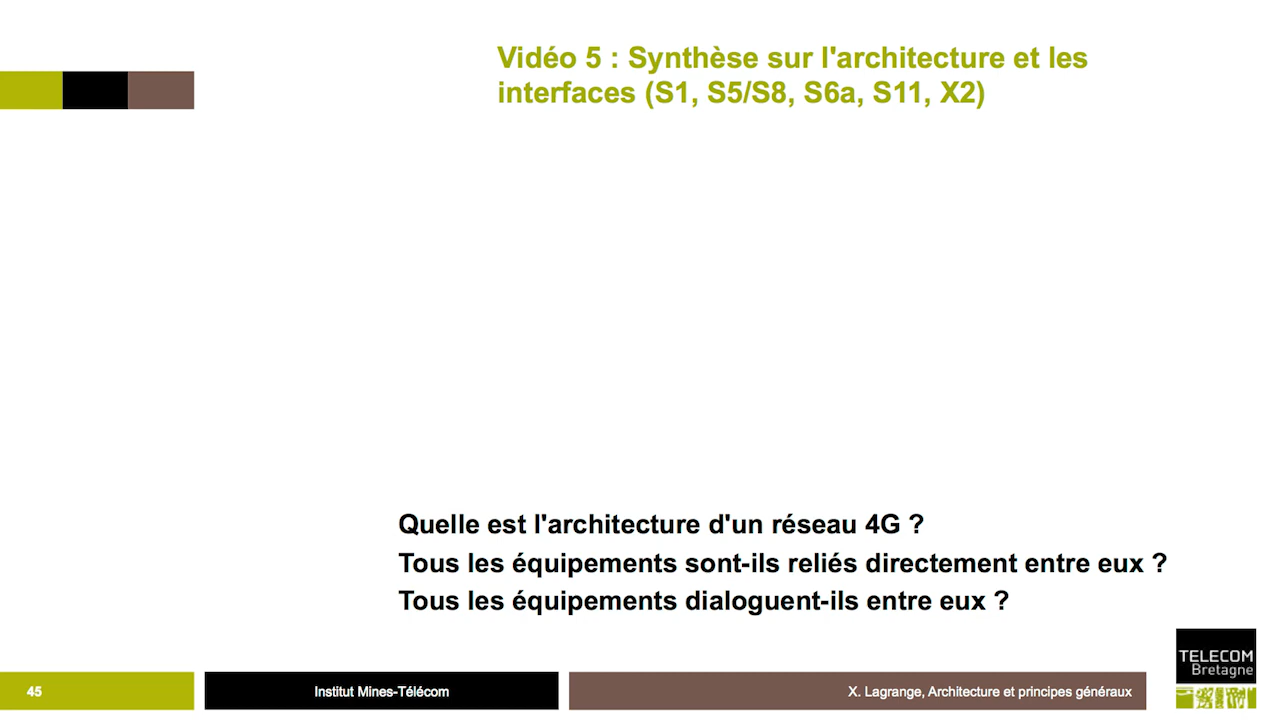 Vidéo 5 : Synthèse sur l'architecture et les
interfaces (S1, S5/S8, S6a, S11, X2)
Quelle est l'architecture d'un réseau 4G ?
Tous les équipements sont-ils reliés directement entre eux ?
Tous les équipements dialoguent-ils entre eux ?
TELECOM
Bretagne
45
Institut Mines-Télécom
X. Lagrange, Architecture et principes généraux